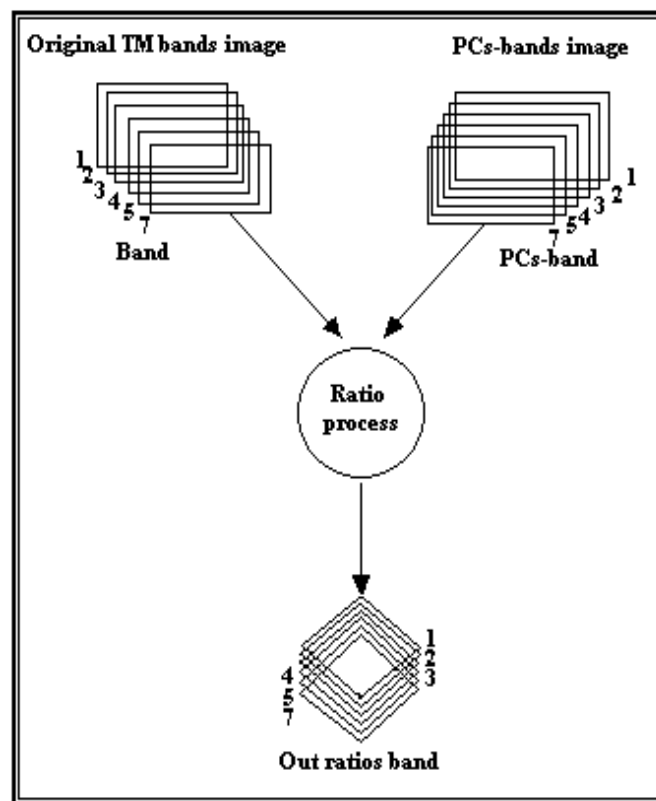 Original TM bands image
PCs-bands image
1
2
3
4
5
7
Band
1
2
3
4
5
7
PCs-band
Ratio
process
1
2
3
4
5
7
Out ratios band